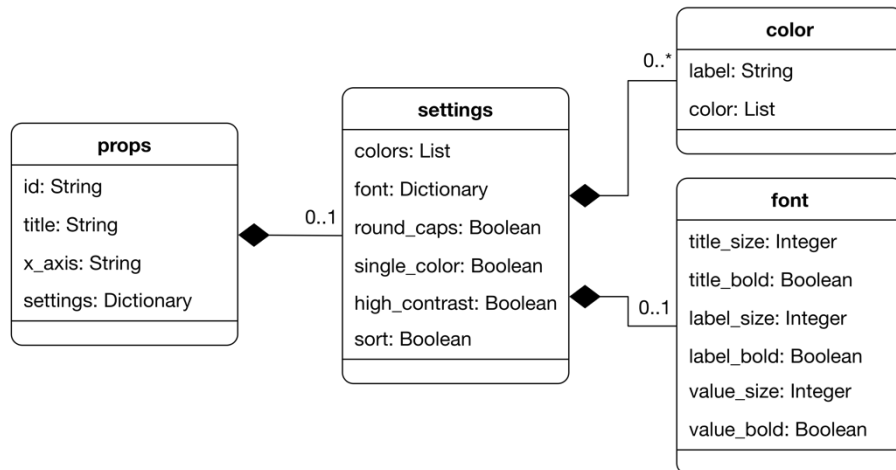 props
id: String
title: String
x_axis: String
settings: Dictionary
0..1
settings
colors: List
font: Dictionary
round_caps: Boolean
single_color: Boolean
high_contrast: Boolean
sort: Boolean
0..*
color
label: String
color: List
0..1
font
title_size: Integer
title_bold: Boolean
label_size: Integer
label_bold: Boolean
value_size: Integer
value_bold: Boolean